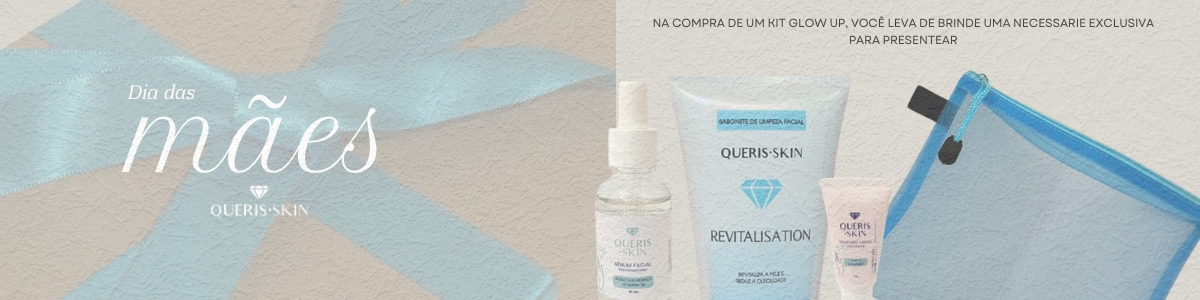 NA COMPRA DE UM KIT GLOW UP, VOCÊ LEVA DE BRINDE UMA NECESSARIE EXCLUSIVA
PARA PRESENTEAR
Dia das
mães
QUERIS·SKIN
SABONETE DE LIMPEZA FACIAL
QUERIS·SKIN
REVITALISATION
REVITALIZA A PELE E
REDUZ A OLEOSIDADE
QUERIS
SKIN
SÉRUM FACIAL
QUERIS
·SKIN